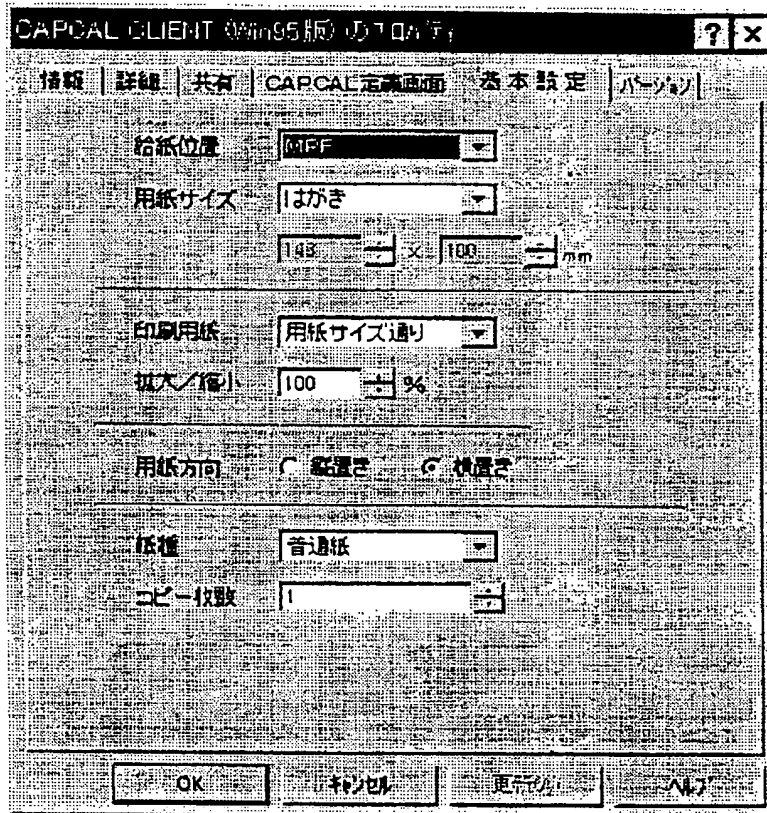 CAPCAL CLIENT (Win95版) のプロパティ
情報 詳細 共有 CAPCAL定義画面 基本設定 バージョン
給紙位置
用紙サイズ はがき
148 × 100 mm
印刷用紙 用紙サイズ通り
拡大／縮小 100 %
用紙方向 縦置き 横置き
紙種 普通紙
コピー枚数 1
OK キャンセル ヘルプ